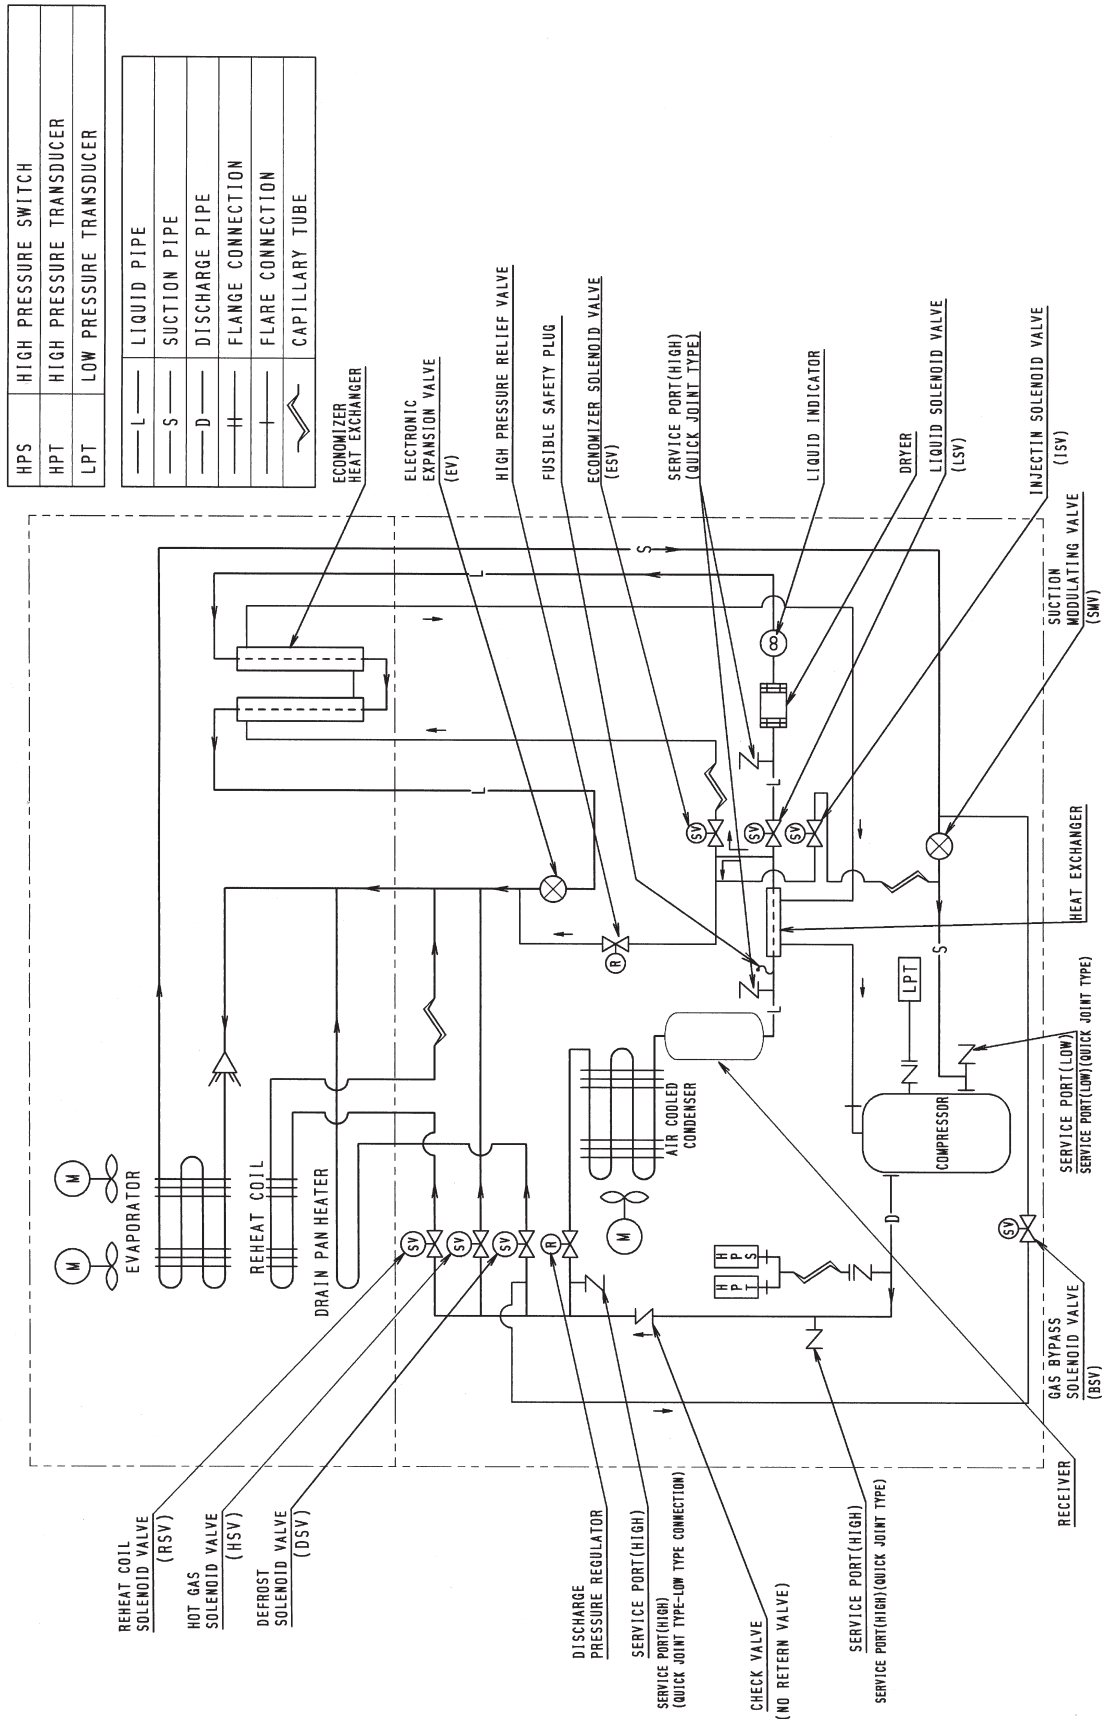 HPS HIGH PRESSURE SWITCH
HPT HIGH PRESSURE TRANSDUCER
LPT LOW PRESSURE TRANSDUCER
L LIQUID PIPE
S SUCTION PIPE
D DISCHARGE PIPE
FLANGE CONNECTION
FLARE CONNECTION
CAPILLARY TUBE
ECONOMIZER
HEAT EXCHANGER
ELECTRONIC
EXPANSION VALVE
(EV)
HIGH PRESSURE RELIEF VALVE
FUSIBLE SAFETY PLUG
ECONOMIZER SOLENOID VALVE
(ESV)
SERVICE PORT(HIGH)
(QUICK JOINT TYPE)
LIQUID INDICATOR
DRYER
LIQUID SOLENOID VALVE
(LSV)
INJECTIN SOLENOID VALVE
(ISV)
SUCTION
MODULATING VALVE
(SMV)
HEAT EXCHANGER
SERVICE PORT(LOW)
SERVICE PORT(LOW)(QUICK JOINT TYPE)
GAS BYPASS
SOLENOID VALVE
(BSV)
RECEIVER
REHEAT COIL
SOLENOID VALVE
(RSV)
HOT GAS
SOLENOID VALVE
(HSV)
DEFROST
SOLENOID VALVE
(DSV)
DISCHARGE
PRESSURE REGULATOR
SERVICE PORT(HIGH)
SERVICE PORT(HIGH)
(QUICK JOINT TYPE-LOW TYPE CONNECTION)
CHECK VALVE
(NO RETERN VALVE)
SERVICE PORT(HIGH)
SERVICE PORT(HIGH)(QUICK JOINT TYPE)
M
M
EVAPORATOR
REHEAT COIL
DRAIN PAN HEATER
SV
SV
SV
R
M
AIR COOLED
CONDENSER
R
SV
SV
SV
L
L
L
L
S
S
D
HPS
HPT
LPT
COMPRESSOR
SV